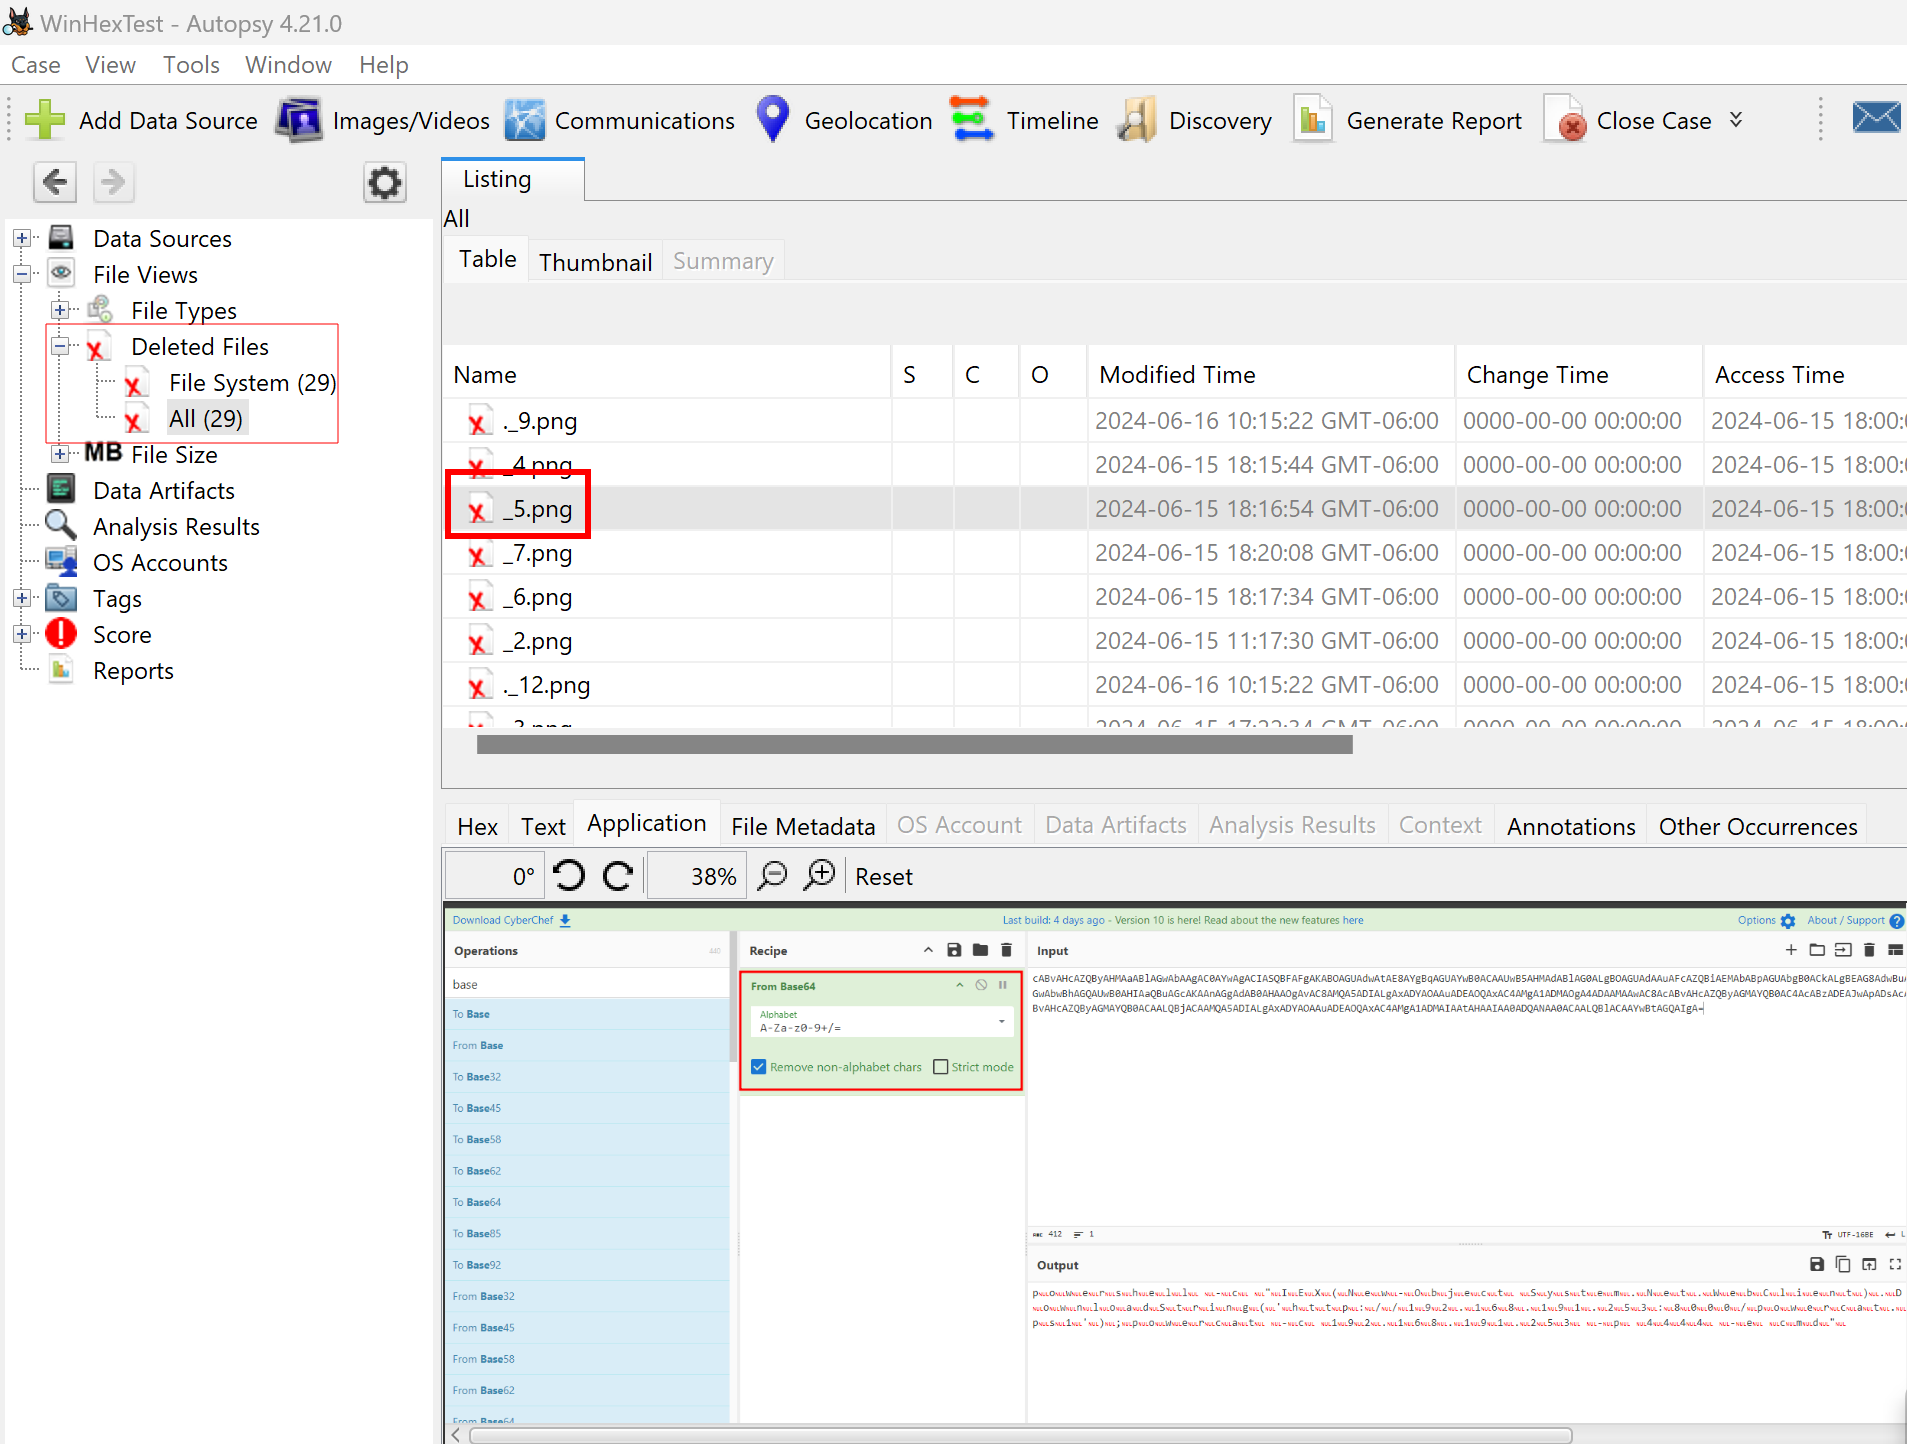 WinHexTest - Autopsy 4.21.0
Case View Tools Window Help
Add Data Source Images/Videos Communications Geolocation Timeline Discovery Generate Report Close Case
Data Sources
File Views
File Types
Deleted Files
File System (29)
All (29)
MB File Size
Data Artifacts
Analysis Results
OS Accounts
Tags
Score
Reports
Listing
All
Table Thumbnail Summary
Name S C O Modified Time Change Time Access Time
._9.png 2024-06-16 10:15:22 GMT-06:00 0000-00-00 00:00:00 2024-06-15 18:00:
_4.png 2024-06-15 18:15:44 GMT-06:00 0000-00-00 00:00:00 2024-06-15 18:00:
_5.png 2024-06-15 18:16:54 GMT-06:00 0000-00-00 00:00:00 2024-06-15 18:00:
_7.png 2024-06-15 18:20:08 GMT-06:00 0000-00-00 00:00:00 2024-06-15 18:00:
_6.png 2024-06-15 18:17:34 GMT-06:00 0000-00-00 00:00:00 2024-06-15 18:00:
_2.png 2024-06-15 11:17:30 GMT-06:00 0000-00-00 00:00:00 2024-06-15 18:00:
._12.png 2024-06-16 10:15:22 GMT-06:00 0000-00-00 00:00:00 2024-06-15 18:00:
Hex Text Application File Metadata OS Account Data Artifacts Analysis Results Context Annotations Other Occurrences
0° 38% Reset
Download CyberChef Last build: 4 days ago - Version 10 is here! Read about the new features here Options About / Support
Operations
base
To Base
From Base
To Base32
To Base45
To Base58
To Base62
To Base64
To Base85
To Base92
From Base32
From Base45
From Base58
From Base62
From Base64
Recipe
From Base64
Alphabet
A-Za-z0-9+/=
Remove non-alphabet chars Strict mode
Input
412 1 UTF-16BE
Output